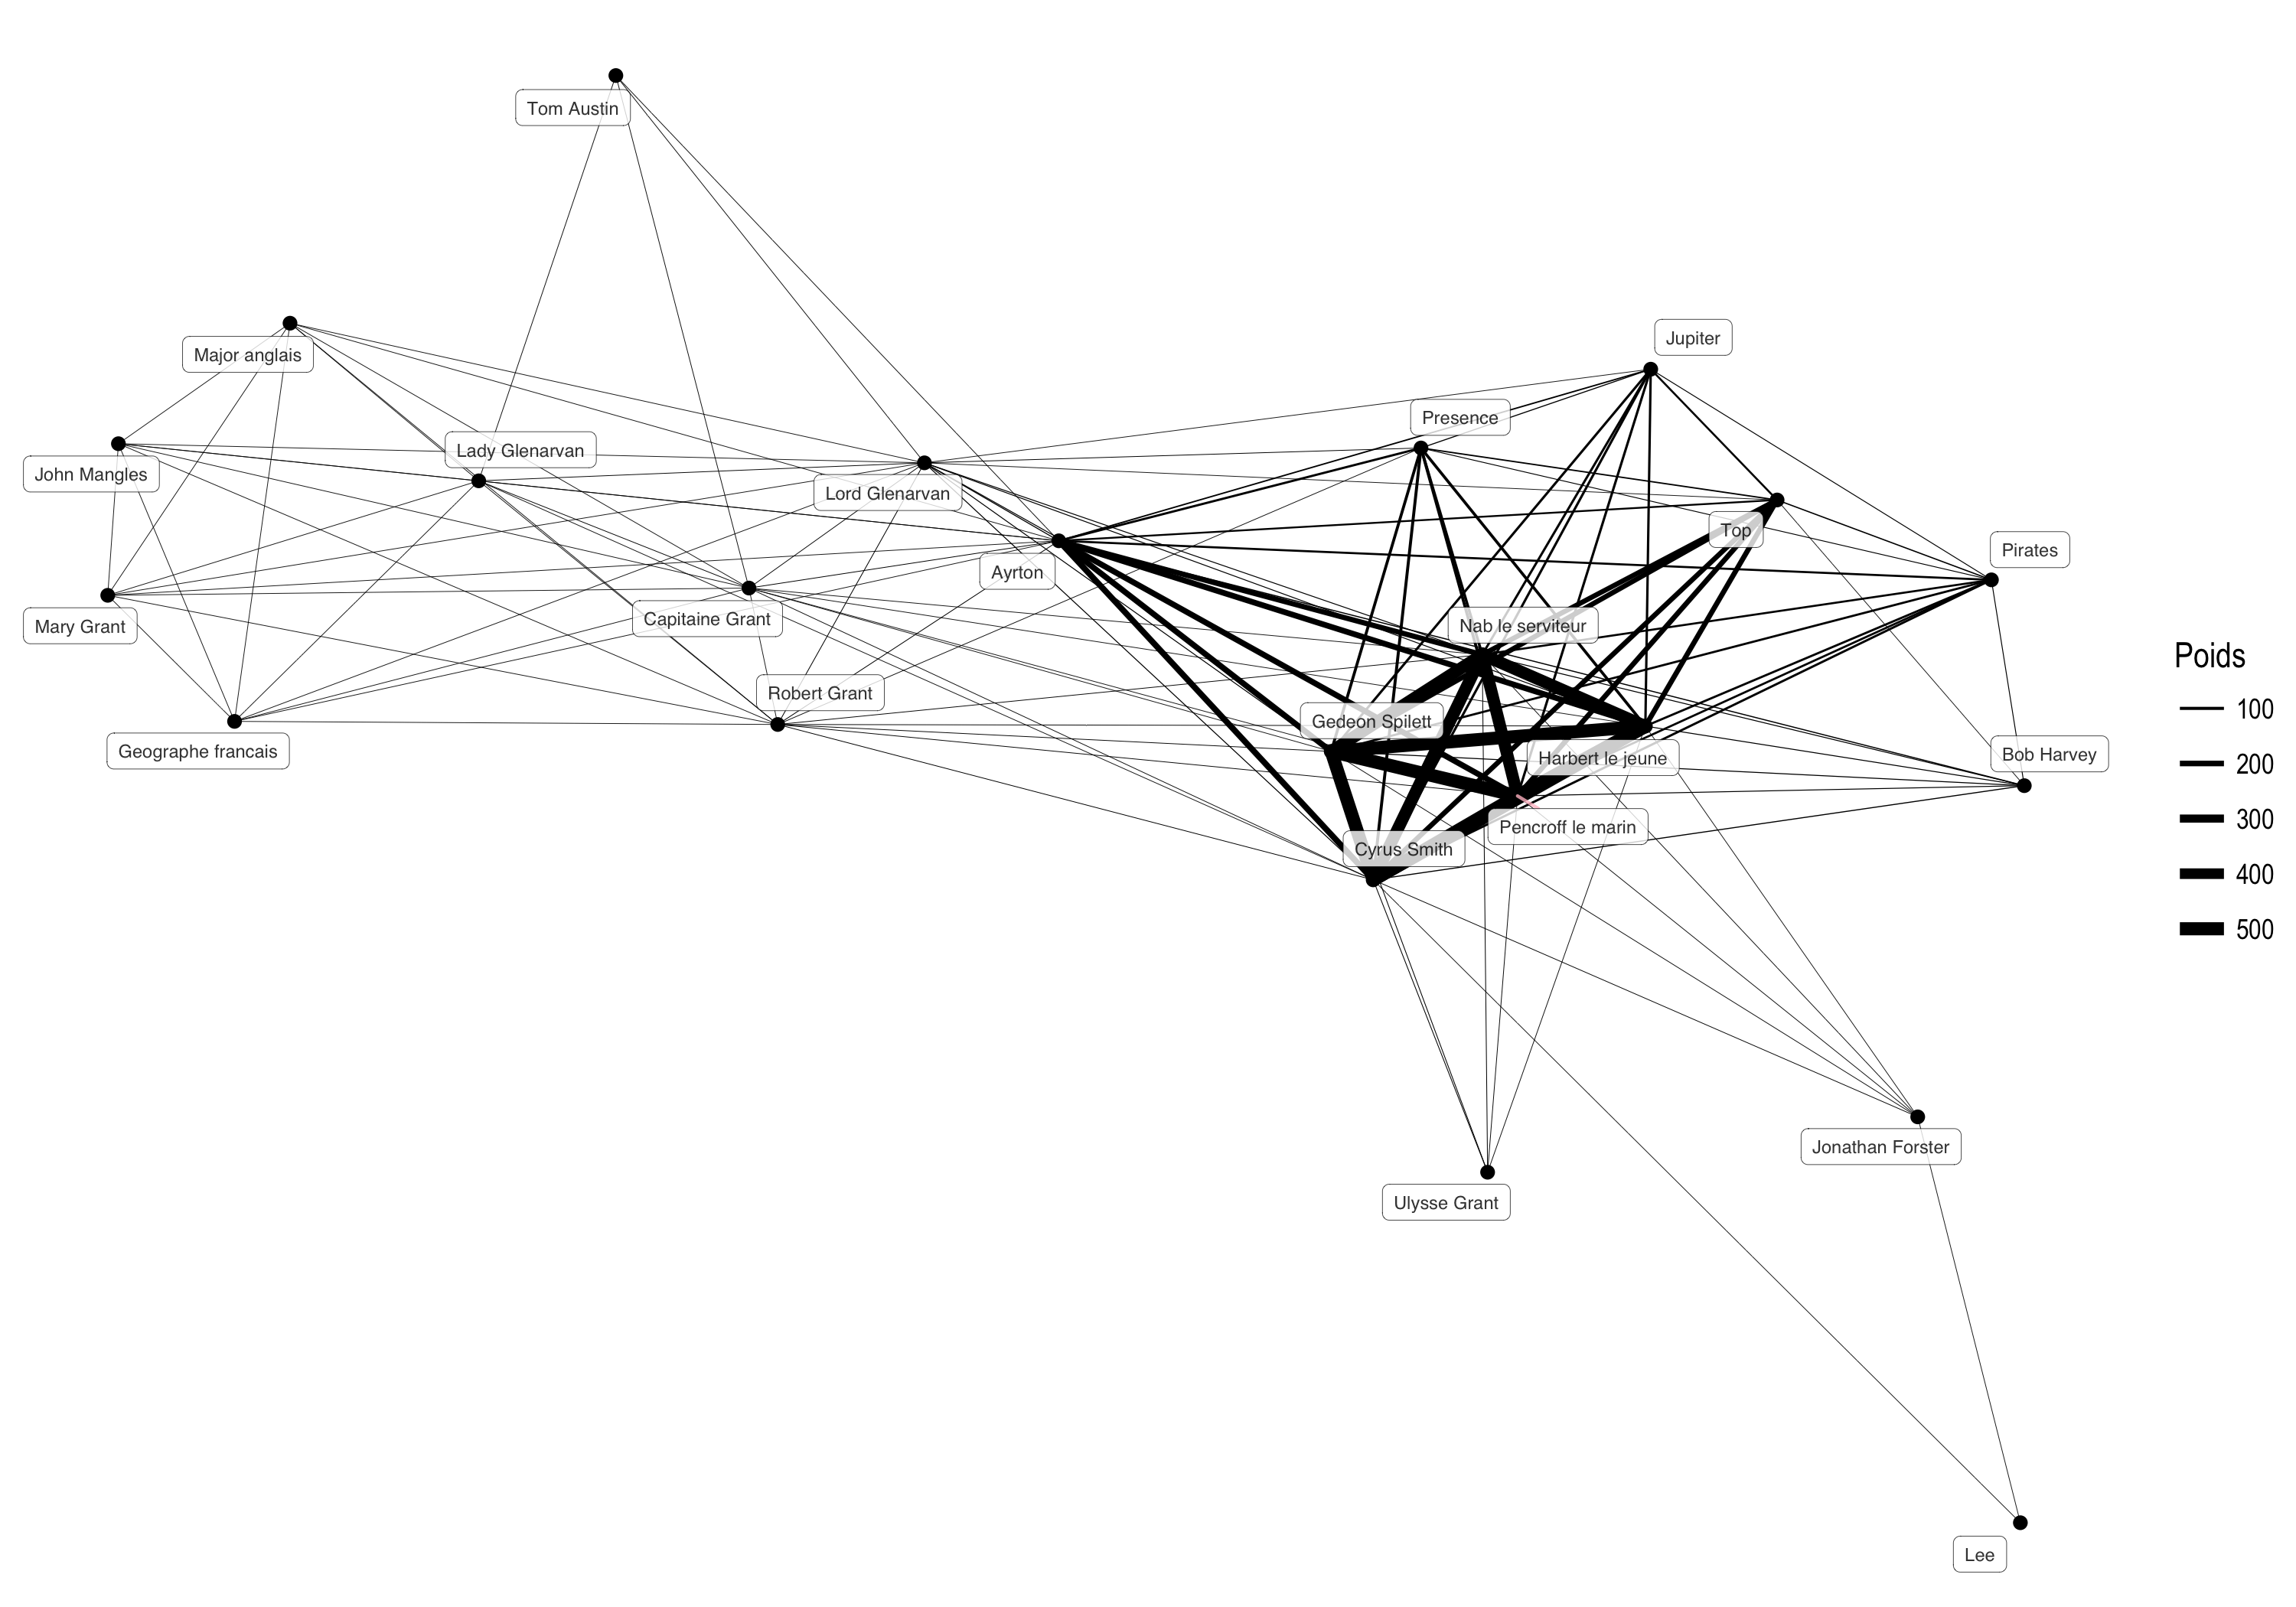 Tom Austin
Jupiter
Major anglais
Presence
Lady Glenarvan
John Mangles
Lord Glenarvan
Top
Pirates
Ayrton
Capitaine Grant
Mary Grant
Nab le serviteur
Poids
Robert Grant
100
Gedeon Spilett
Geographe francais
Harbert le jeune
Bob Harvey
200
Pencroff le marin
300
Cyrus Smith
400
500
Jonathan Forster
Ulysse Grant
Lee